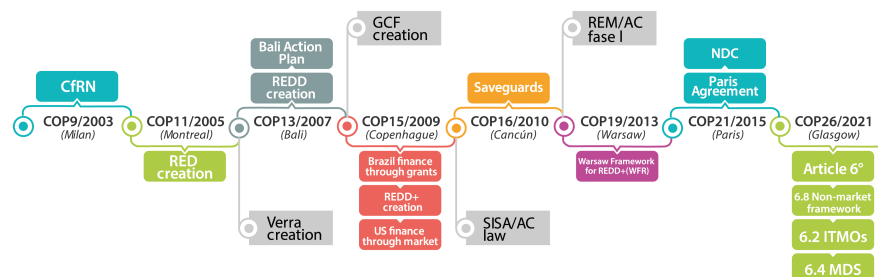 GCF
creation
REM/AC
fase I
Bali Action
Plan
NDC
CfRN
REDD
creation
Saveguards
Paris
Agreement
COP9/2003
(Milan)
COP11/2005
(Montreal)
COP13/2007
(Bali)
COP15/2009
(Copenhague)
COP16/2010
(Cancún)
COP19/2013
(Warsaw)
COP21/2015
(Paris)
COP26/2021
(Glasgow)
RED
creation
Brazil finance
through grants
Warsaw Framework
for REDD+(WFR)
Article 6°
REDD+
creation
6.8 Non-market
framework
Verra
creation
US finance
through market
SISA/AC
law
6.2 ITMOs
6.4 MDS